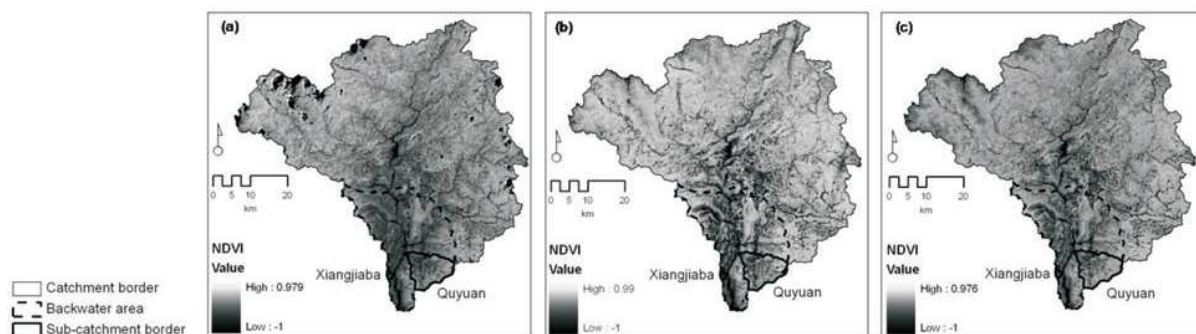 (a)
0 5 10 20
km
NDVI
Value
High : 0.979
Low : -1
Xiangjiaba
Quyuan
(b)
0 5 10 20
km
NDVI
Value
High : 0.99
Low : -1
Xiangjiaba
Quyuan
(c)
0 5 10 20
km
NDVI
Value
High : 0.976
Low : -1
Xiangjiaba
Quyuan
Catchment border
Backwater area
Sub-catchment border